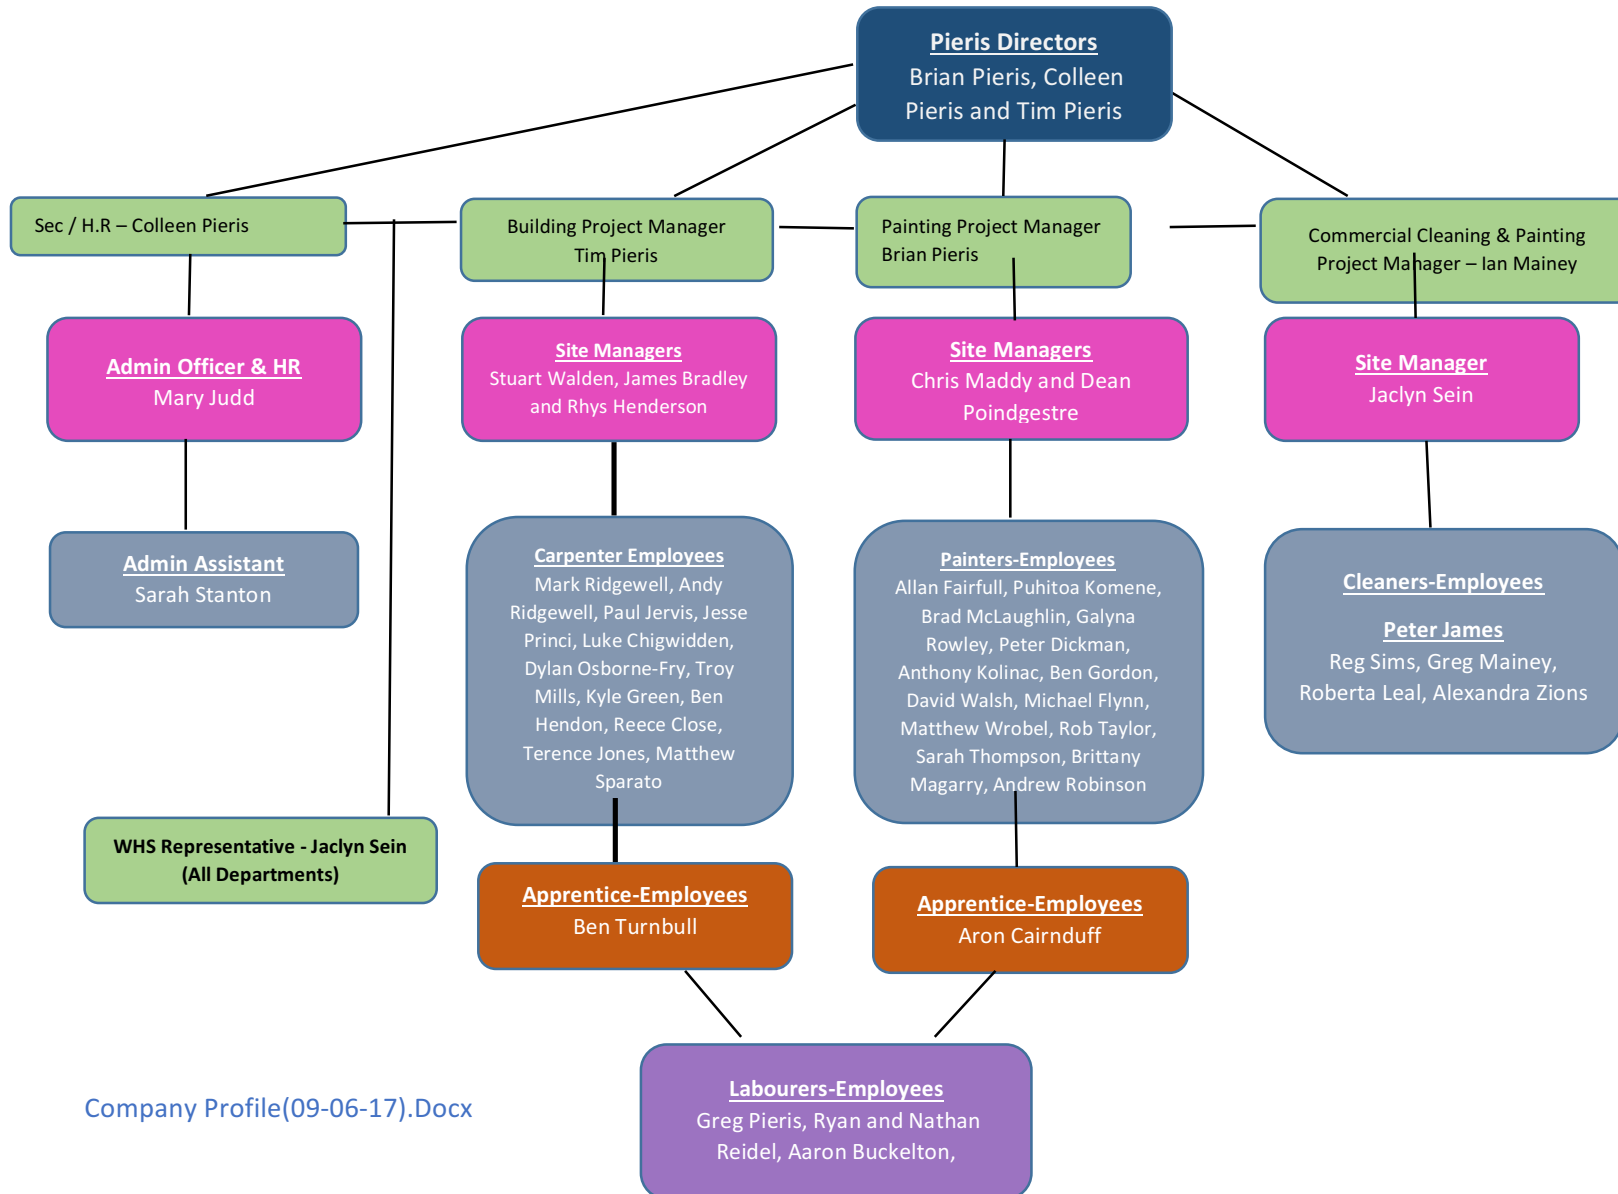 Pieris Directors
Brian Pieris, Colleen
Pieris and Tim Pieris
Sec / H.R – Colleen Pieris
Building Project Manager
Tim Pieris
Painting Project Manager
Brian Pieris
Commercial Cleaning & Painting
Project Manager – Ian Mainey
Admin Officer & HR
Mary Judd
Site Managers
Stuart Walden, James Bradley
and Rhys Henderson
Site Managers
Chris Maddy and Dean
Poindgestre
Site Manager
Jaclyn Sein
Admin Assistant
Sarah Stanton
Carpenter Employees
Mark Ridgewell, Andy
Ridgewell, Paul Jervis, Jesse
Princi, Luke Chigwidden,
Dylan Osborne-Fry, Troy
Mills, Kyle Green, Ben
Hendon, Reece Close,
Terence Jones, Matthew
Sparato
Painters-Employees
Allan Fairfull, Puhitoa Komene,
Brad McLaughlin, Galyna
Rowley, Peter Dickman,
Anthony Kolinac, Ben Gordon,
David Walsh, Michael Flynn,
Matthew Wrobel, Rob Taylor,
Sarah Thompson, Brittany
Magarry, Andrew Robinson
Cleaners-Employees
Peter James
Reg Sims, Greg Mainey,
Roberta Leal, Alexandra Zions
WHS Representative - Jaclyn Sein
(All Departments)
Apprentice-Employees
Ben Turnbull
Apprentice-Employees
Aron Cairnduff
Labourers-Employees
Greg Pieris, Ryan and Nathan
Reidel, Aaron Buckelton,
Company Profile(09-06-17).Docx